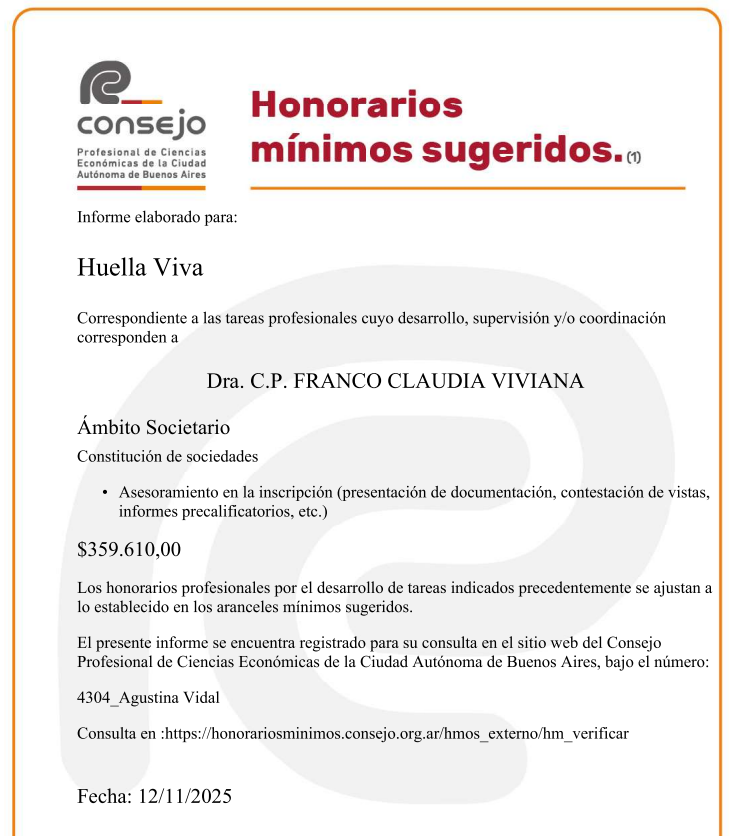 consejo
Profesional de Ciencias
Económicas de la Ciudad
Autónoma de Buenos Aires
Honorarios
mínimos sugeridos. (1)
Informe elaborado para:
Huella Viva
Correspondiente a las tareas profesionales cuyo desarrollo, supervisión y/o coordinación
corresponden a
Dra. C.P. FRANCO CLAUDIA VIVIANA
Ámbito Societario
Constitución de sociedades
• Asesoramiento en la inscripción (presentación de documentación, contestación de vistas,
informes precalificatorios, etc.)
$359.610,00
Los honorarios profesionales por el desarrollo de tareas indicados precedentemente se ajustan a
lo establecido en los aranceles mínimos sugeridos.
El presente informe se encuentra registrado para su consulta en el sitio web del Consejo
Profesional de Ciencias Económicas de la Ciudad Autónoma de Buenos Aires, bajo el número:
4304_Agustina Vidal
Consulta en :https://honorariosminimos.consejo.org.ar/hmos_externo/hm_verificar
Fecha: 12/11/2025